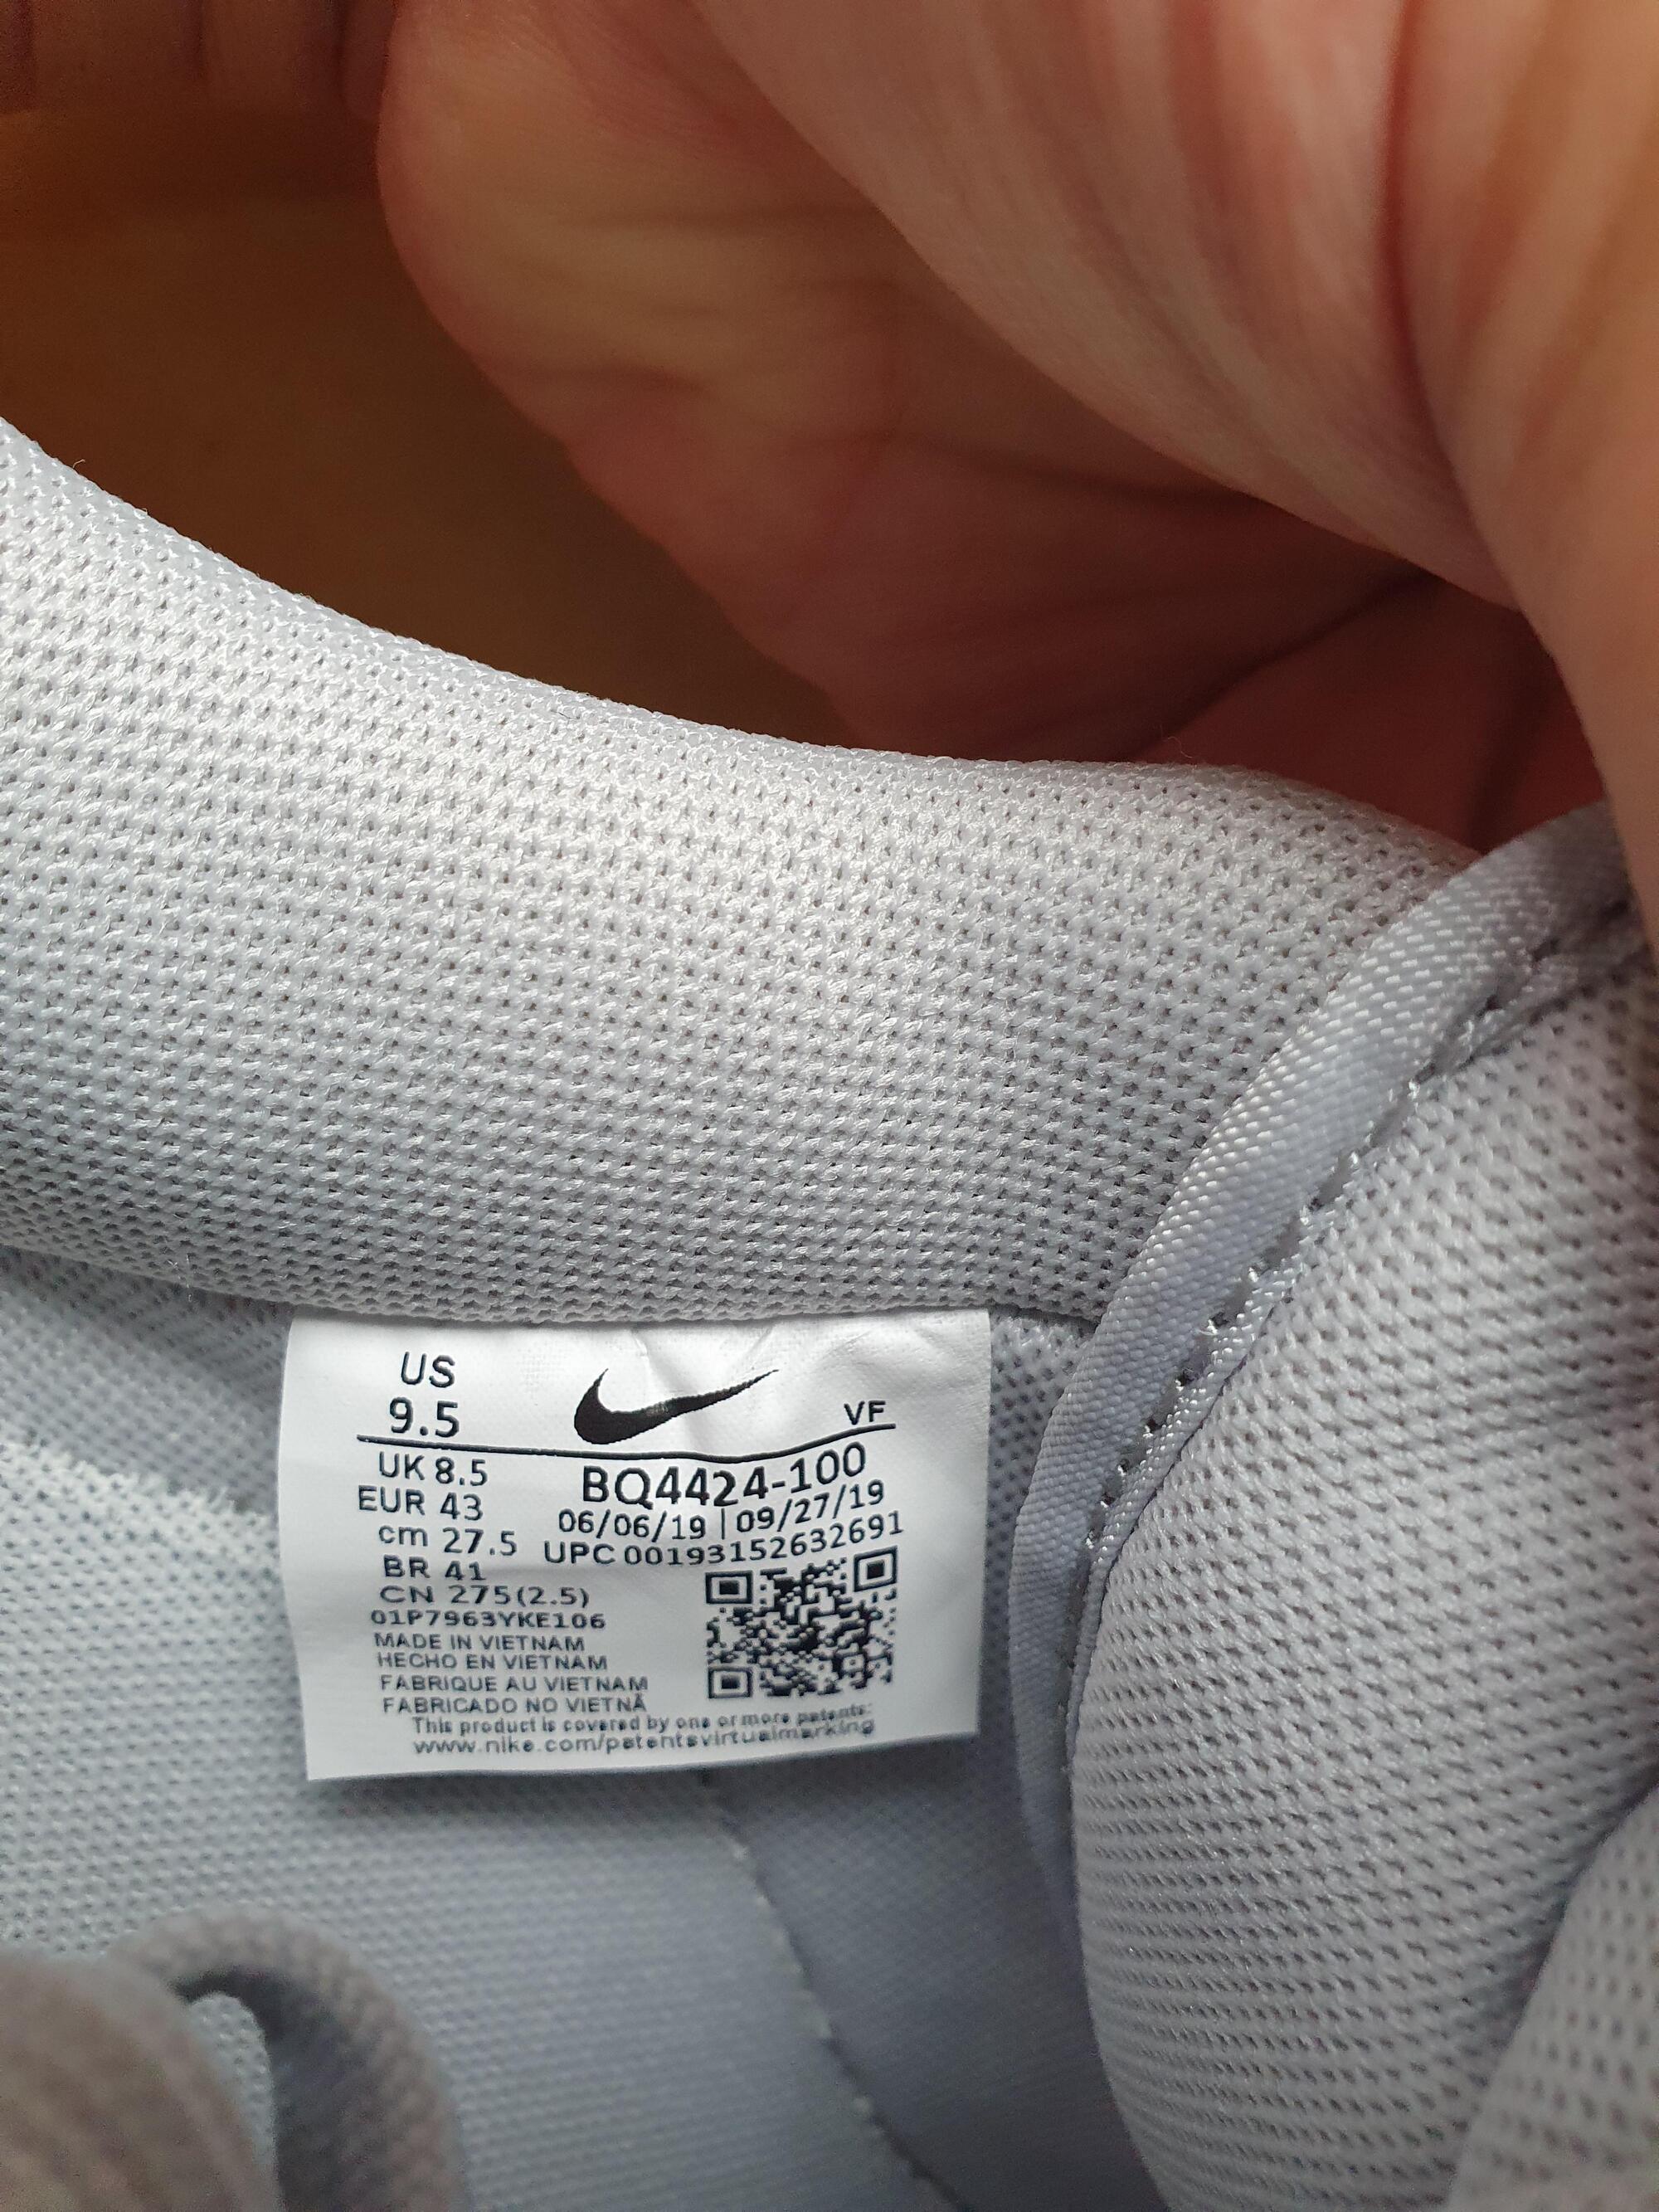 US
9.5
VF
UK 8.5
EUR 43
cm 27.5
BR 41
CN 275(2.5)
01P7963YKE106
MADE IN VIETNAM
HECHO EN VIETNAM
FABRIQUE AU VIETNAM
FABRICADO NO VIETNÃ
BQ4424-100
06/06/19 | 09/27/19
UPC 00193152632691
This product is covered by one or more patents:
www.nike.com/patentsvirtualmarking